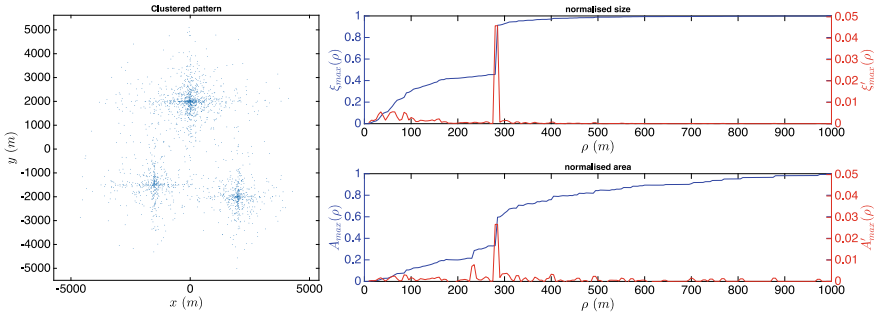 Clustered pattern
5000
4000
3000
2000
1000
0
-1000
-2000
-3000
-4000
-5000
y (m)
-5000 0 5000
x (m)
normalised size
1
0.8
0.6
0.4
0.2
0
ξmax(ρ)
0.05
0.04
0.03
0.02
0.01
0
ξ′max(ρ)
0 100 200 300 400 500 600 700 800 900 1000
ρ (m)
normalised area
1
0.8
0.6
0.4
0.2
0
Amax(ρ)
0.05
0.04
0.03
0.02
0.01
0
A′max(ρ)
0 100 200 300 400 500 600 700 800 900 1000
ρ (m)